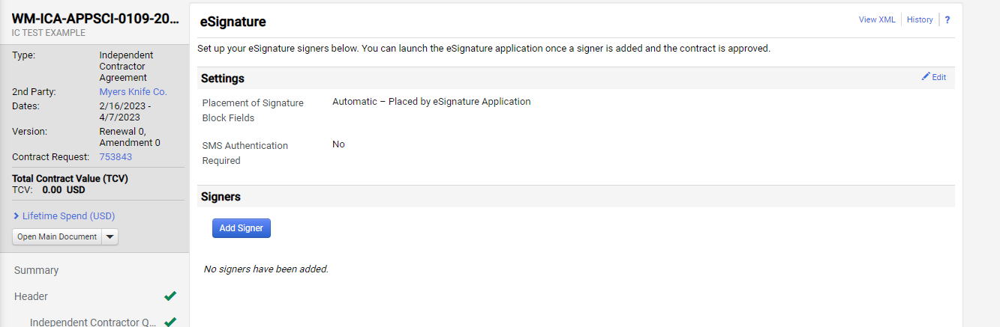 WM-ICA-APPSCI-0109-20...
IC TEST EXAMPLE
Type: Independent
Contractor
Agreement
2nd Party: Myers Knife Co.
Dates: 2/16/2023 -
4/7/2023
Version: Renewal 0,
Amendment 0
Contract Request: 753843
Total Contract Value (TCV)
TCV: 0.00 USD
Lifetime Spend (USD)
Open Main Document
Summary
Header
Independent Contractor Q...
eSignature
View XML History ?
Set up your eSignature signers below. You can launch the eSignature application once a signer is added and the contract is approved.
Settings
Edit
Placement of Signature Automatic – Placed by eSignature Application
Block Fields
SMS Authentication No
Required
Signers
Add Signer
No signers have been added.